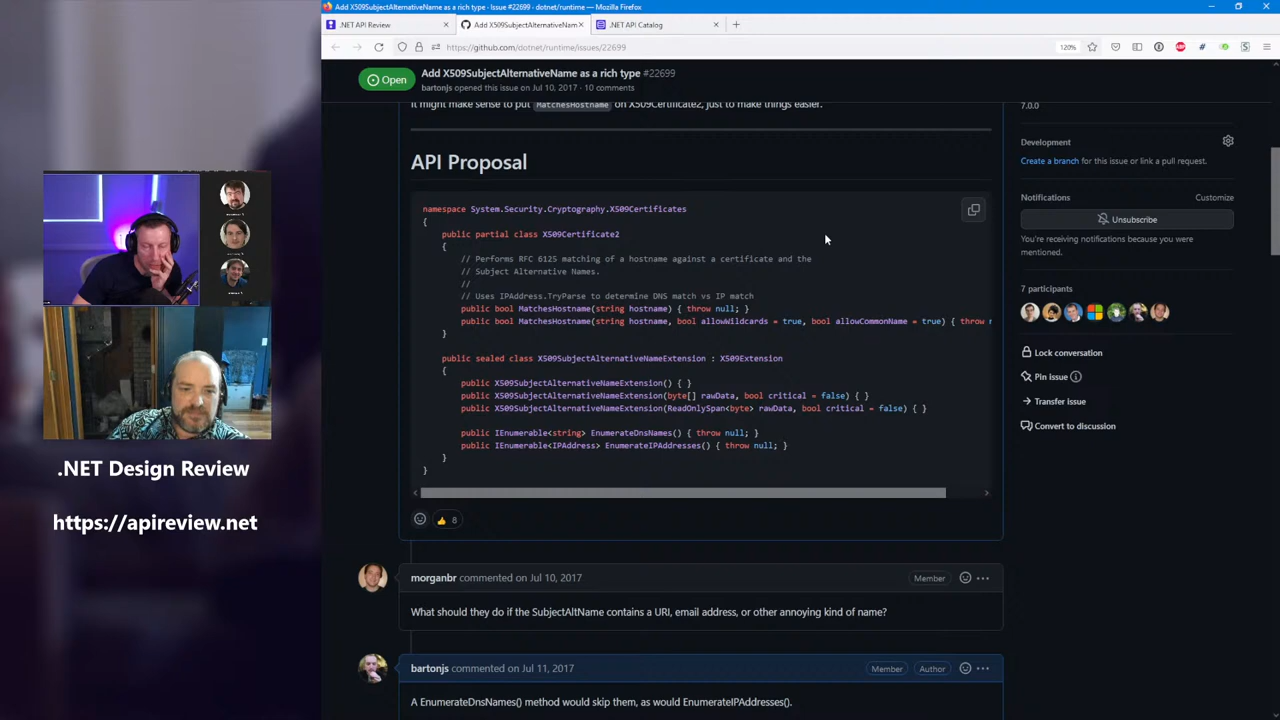 Add X509SubjectAlternativeName as a rich type · Issue #22699 · dotnet/runtime — Mozilla Firefox
.NET API Review
Add X509SubjectAlternativeNam
.NET API Catalog
https://github.com/dotnet/runtime/issues/22699
120%
Open
Add X509SubjectAlternativeName as a rich type #22699
bartonjs opened this issue on Jul 10, 2017 · 10 comments
It might make sense to put MatchesHostname on X509Certificate2, just to make things easier.
7.0.0
API Proposal
namespace System.Security.Cryptography.X509Certificates
{
public partial class X509Certificate2
{
// Performs RFC 6125 matching of a hostname against a certificate and the
// Subject Alternative Names.
//
// Uses IPAddress.TryParse to determine DNS match vs IP match
public bool MatchesHostname(string hostname) { throw null; }
public bool MatchesHostname(string hostname, bool allowWildcards = true, bool allowCommonName = true) { throw n
}
public sealed class X509SubjectAlternativeNameExtension : X509Extension
{
public X509SubjectAlternativeNameExtension() { }
public X509SubjectAlternativeNameExtension(byte[] rawData, bool critical = false) { }
public X509SubjectAlternativeNameExtension(ReadOnlySpan<byte> rawData, bool critical = false) { }
public IEnumerable<string> EnumerateDnsNames() { throw null; }
public IEnumerable<IPAddress> EnumerateIPAddresses() { throw null; }
}
}
8
morganbr commented on Jul 10, 2017
Member
What should they do if the SubjectAltName contains a URI, email address, or other annoying kind of name?
bartonjs commented on Jul 11, 2017
Member
Author
A EnumerateDnsNames() method would skip them, as would EnumerateIPAddresses().
Development
Create a branch for this issue or link a pull request.
Notifications
Customize
Unsubscribe
You're receiving notifications because you were
mentioned.
7 participants
Lock conversation
Pin issue
Transfer issue
Convert to discussion
.NET Design Review
https://apireview.net